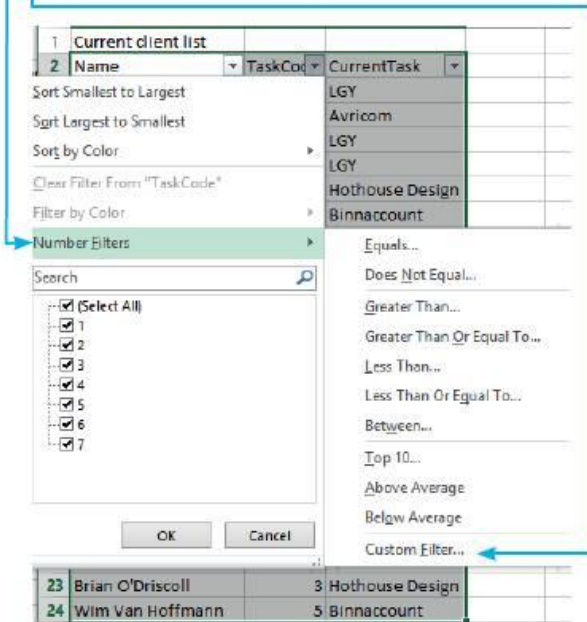 1 Current client list
2 Name TaskCod CurrentTask
Sort Smallest to Largest
LGY
Sort Largest to Smallest
Avricom
Sort by Color
LGY
LGY
Clear Filter From "TaskCode"
Hothouse Design
Filter by Color
Binnaccount
Number Filters
Equals...
Search
Does Not Equal...
(Select All)
1
Greater Than...
2
Greater Than Or Equal To...
3
4
Less Than...
5
Less Than Or Equal To...
6
7
Between...
Top 10...
Above Average
Below Average
OK Cancel
Custom Filter...
23 Brian O'Driscoll 3 Hothouse Design
24 Wim Van Hoffmann 5 Binnaccount